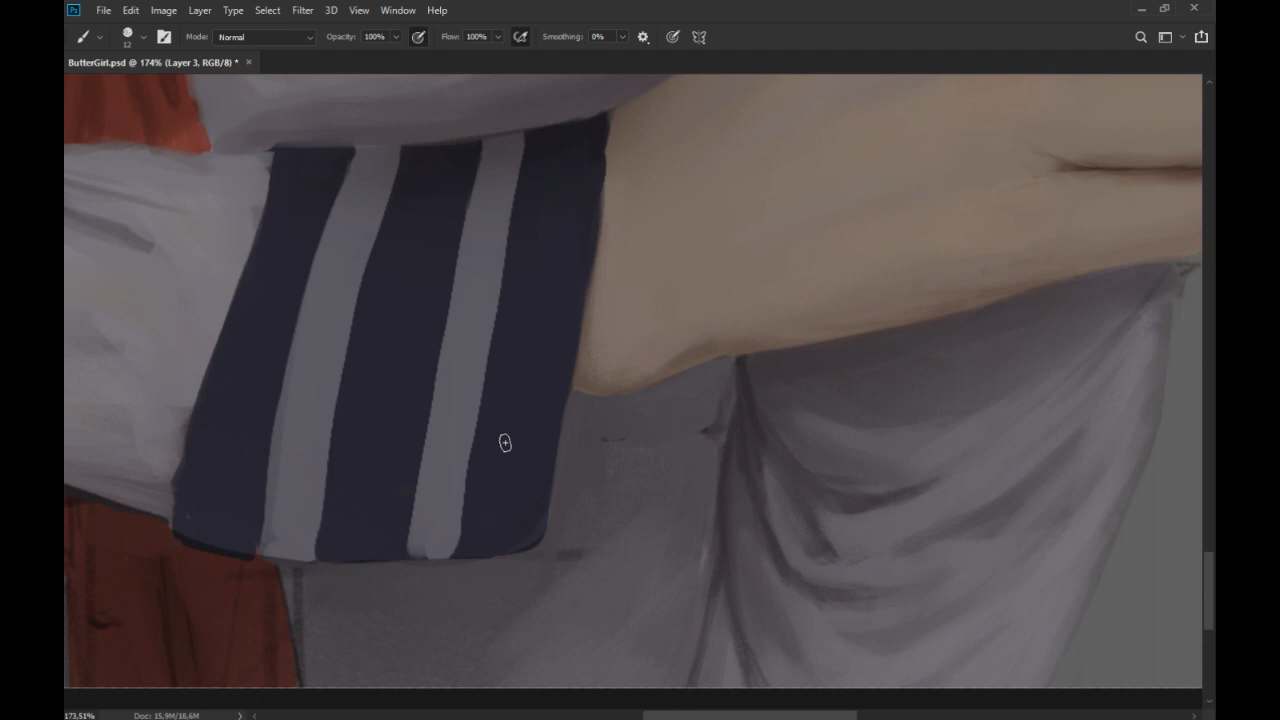 Ps File Edit Image Layer Type Select Filter 3D View Window Help
12 Mode: Normal Opacity: 100% Flow: 100% Smoothing: 0%
ButterGirl.psd @ 174% (Layer 3, RGB/8) *
173,51% Doc: 15,9M/18,6M